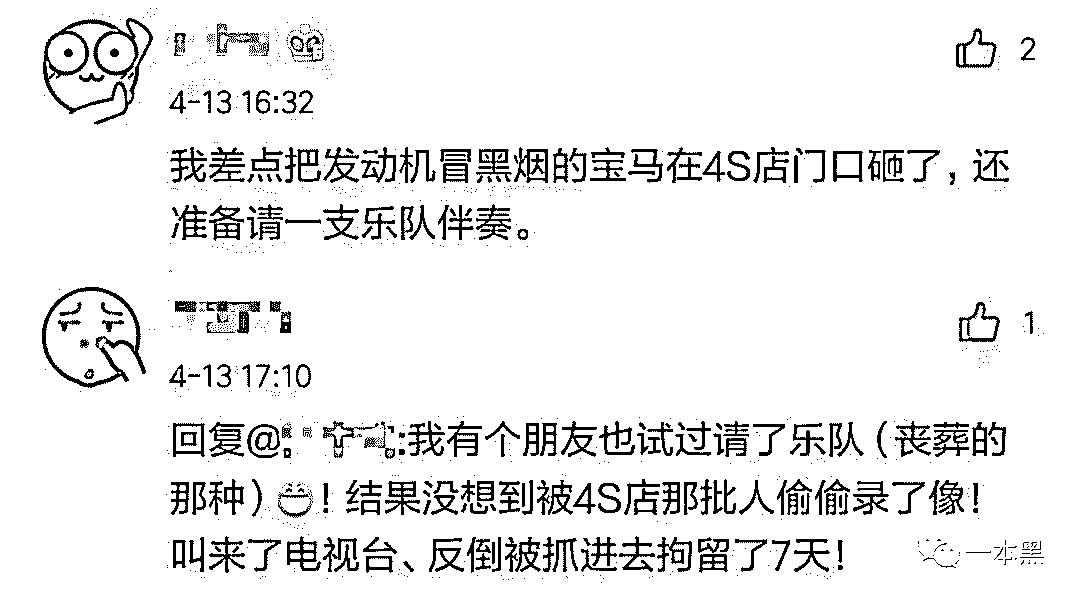 2
4-13 16:32
我差点把发动机冒黑烟的宝马在4S店门口砸了，还
准备请一支乐队伴奏。
1
4-13 17:10
回复@:我有个朋友也试过请了乐队（丧葬的
那种）！结果没想到被4S店那批人偷偷录了像！
叫来了电视台、反倒被抓进去拘留了7天！
一本黑